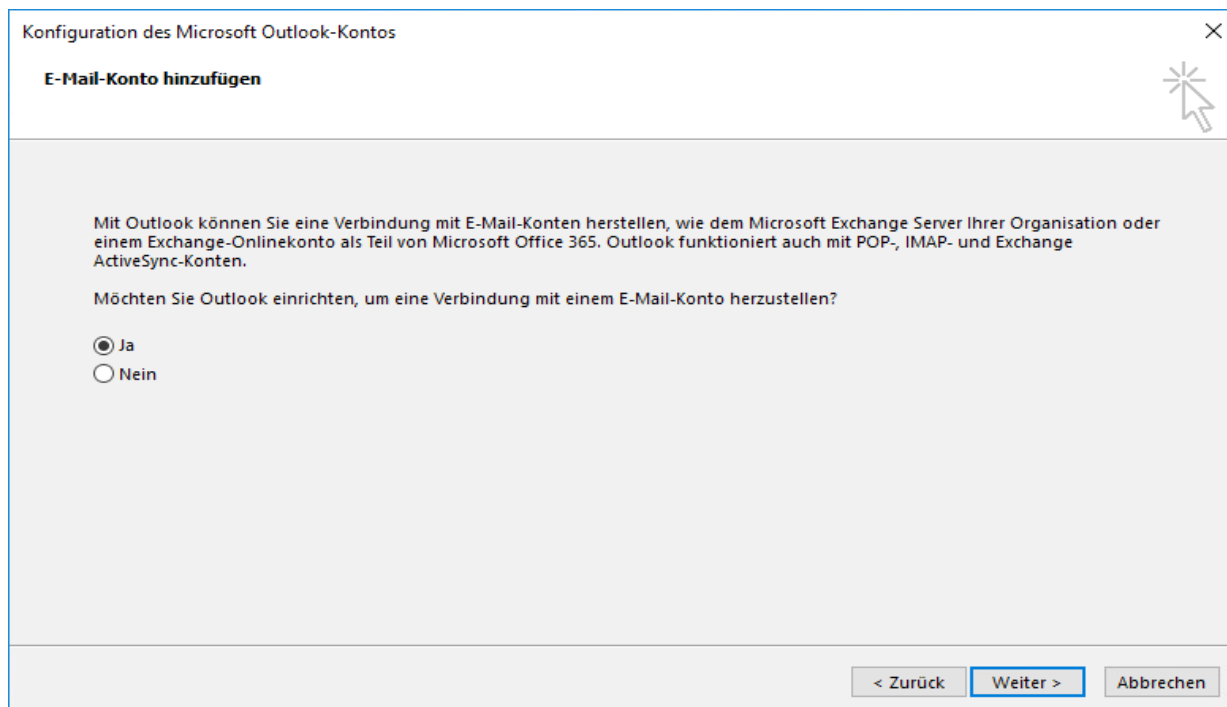 Konfiguration des Microsoft Outlook-Kontos
E-Mail-Konto hinzufügen
Mit Outlook können Sie eine Verbindung mit E-Mail-Konten herstellen, wie dem Microsoft Exchange Server Ihrer Organisation oder
einem Exchange-Onlinekonto als Teil von Microsoft Office 365. Outlook funktioniert auch mit POP-, IMAP- und Exchange
ActiveSync-Konten.
Möchten Sie Outlook einrichten, um eine Verbindung mit einem E-Mail-Konto herzustellen?
Ja
Nein
< Zurück Weiter > Abbrechen